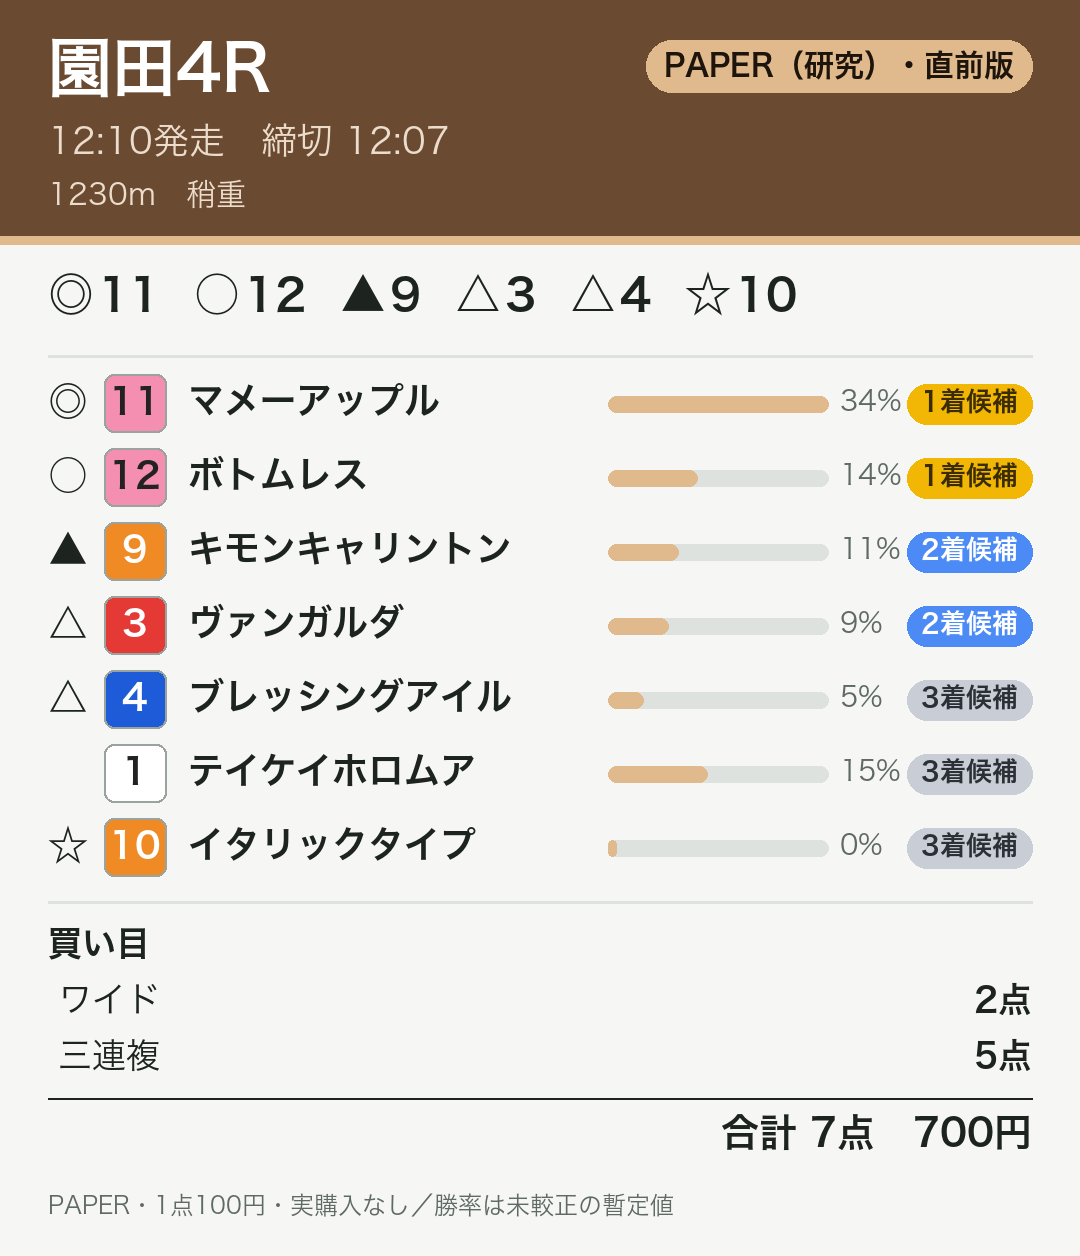 園田4R
PAPER（研究）・直前版
12:10発走　締切 12:07
1230m　稍重
◎11 ○12 ▲9 △3 △4 ☆10
◎ 11 マメーアップル 34% 1着候補
○ 12 ボトムレス 14% 1着候補
▲ 9 キモンキャリントン 11% 2着候補
△ 3 ヴァンガルダ 9% 2着候補
△ 4 ブレッシングアイル 5% 3着候補
1 テイケイホロムア 15% 3着候補
☆ 10 イタリックタイプ 0% 3着候補
買い目
ワイド 2点
三連複 5点
合計 7点　700円
PAPER・1点100円・実購入なし／勝率は未較正の暫定値